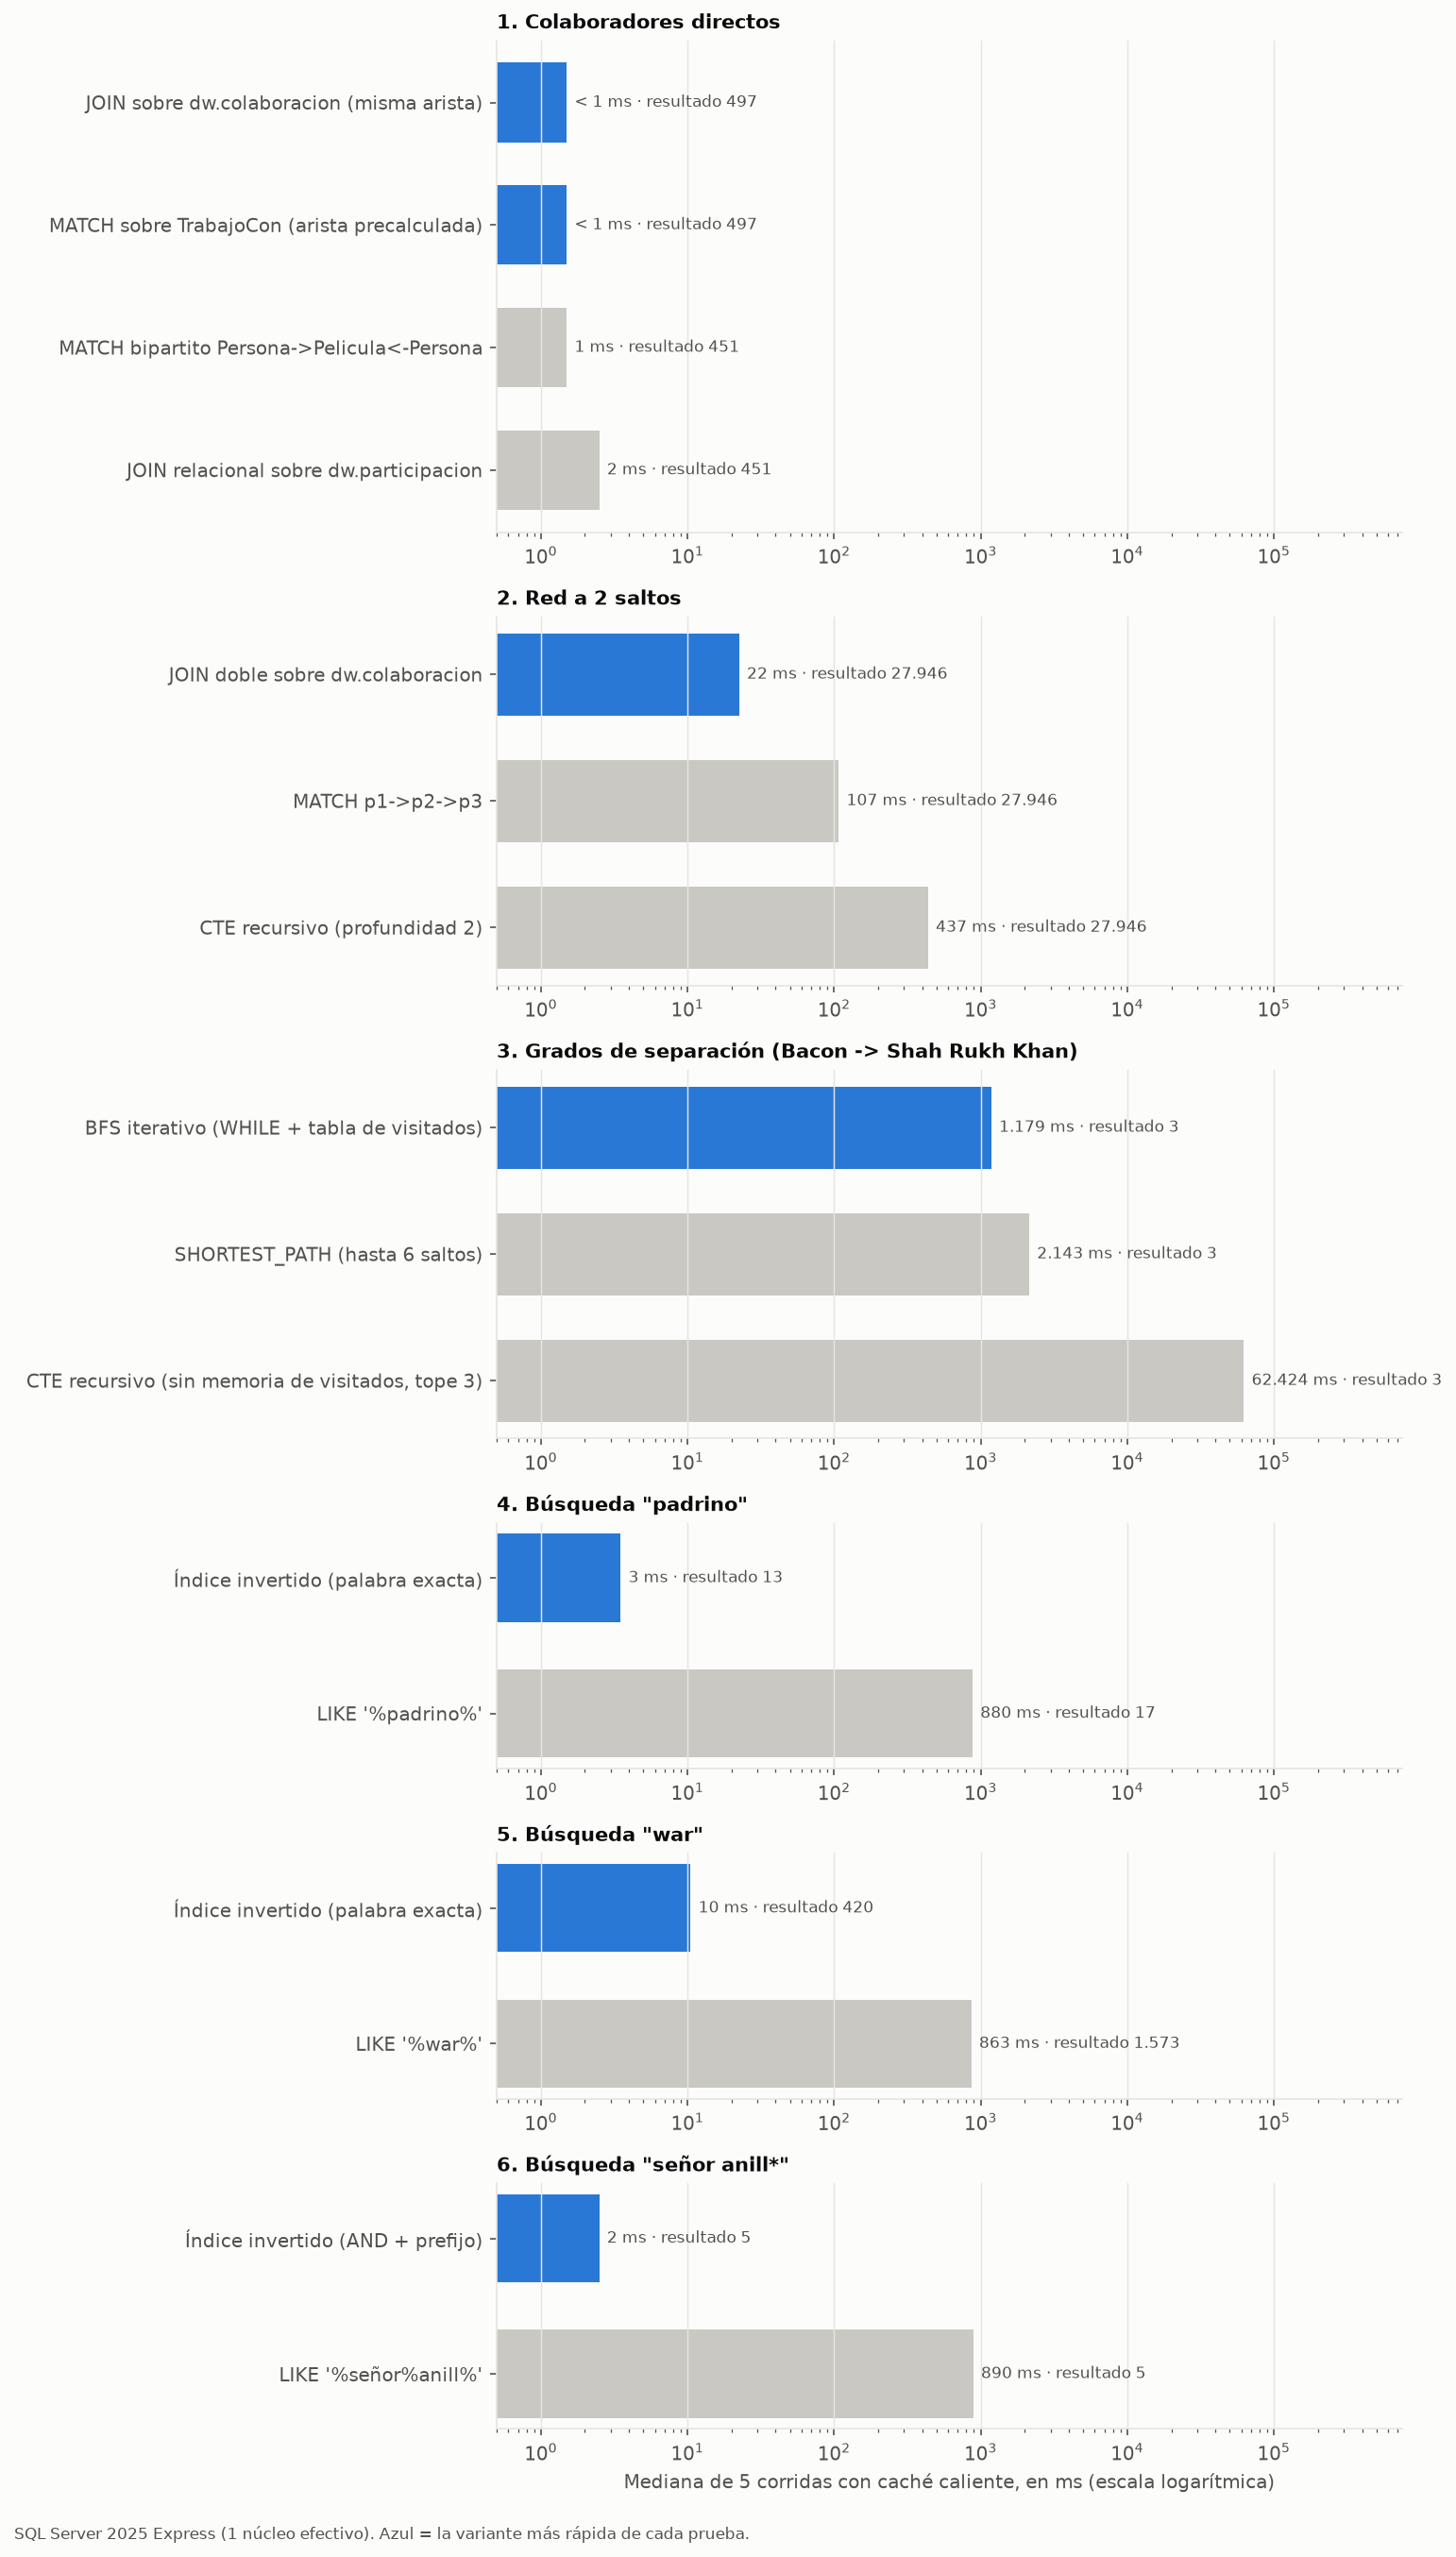 1. Colaboradores directos
JOIN sobre dw.colaboracion (misma arista)
< 1 ms · resultado 497
MATCH sobre TrabajoCon (arista precalculada)
< 1 ms · resultado 497
MATCH bipartito Persona->Pelicula<-Persona
1 ms · resultado 451
JOIN relacional sobre dw.participacion
2 ms · resultado 451
10⁰ 10¹ 10² 10³ 10⁴ 10⁵
2. Red a 2 saltos
JOIN doble sobre dw.colaboracion
22 ms · resultado 27.946
MATCH p1->p2->p3
107 ms · resultado 27.946
CTE recursivo (profundidad 2)
437 ms · resultado 27.946
10⁰ 10¹ 10² 10³ 10⁴ 10⁵
3. Grados de separación (Bacon -> Shah Rukh Khan)
BFS iterativo (WHILE + tabla de visitados)
1.179 ms · resultado 3
SHORTEST_PATH (hasta 6 saltos)
2.143 ms · resultado 3
CTE recursivo (sin memoria de visitados, tope 3)
62.424 ms · resultado 3
10⁰ 10¹ 10² 10³ 10⁴ 10⁵
4. Búsqueda "padrino"
Índice invertido (palabra exacta)
3 ms · resultado 13
LIKE '%padrino%'
880 ms · resultado 17
10⁰ 10¹ 10² 10³ 10⁴ 10⁵
5. Búsqueda "war"
Índice invertido (palabra exacta)
10 ms · resultado 420
LIKE '%war%'
863 ms · resultado 1.573
10⁰ 10¹ 10² 10³ 10⁴ 10⁵
6. Búsqueda "señor anill*"
Índice invertido (AND + prefijo)
2 ms · resultado 5
LIKE '%señor%anill%'
890 ms · resultado 5
10⁰ 10¹ 10² 10³ 10⁴ 10⁵
Mediana de 5 corridas con caché caliente, en ms (escala logarítmica)
SQL Server 2025 Express (1 núcleo efectivo). Azul = la variante más rápida de cada prueba.